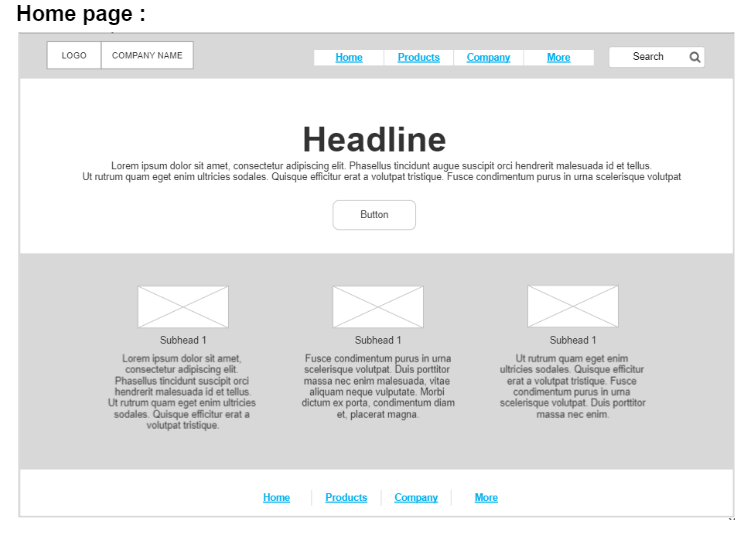 Home page :
LOGO COMPANY NAME Home Products Company More Search
Headline
Lorem ipsum dolor sit amet, consectetur adipiscing elit. Phasellus tincidunt augue suscipit orci hendrerit malesuada id et tellus.
Ut rutrum quam eget enim ultricies sodales. Quisque efficitur erat a volutpat tristique. Fusce condimentum purus in urna scelerisque volutpat
Button
Subhead 1
Lorem ipsum dolor sit amet,
consectetur adipiscing elit.
Phasellus tincidunt suscipit orci
hendrerit malesuada id et tellus.
Ut rutrum quam eget enim ultricies
sodales. Quisque efficitur erat a
volutpat tristique.
Subhead 1
Fusce condimentum purus in urna
scelerisque volutpat. Duis porttitor
massa nec enim malesuada, vitae
aliquam neque vulputate. Morbi
dictum ex porta, condimentum diam
et, placerat magna.
Subhead 1
Ut rutrum quam eget enim
ultricies sodales. Quisque efficitur
erat a volutpat tristique. Fusce
condimentum purus in urna
scelerisque volutpat. Duis porttitor
massa nec enim.
Home Products Company More